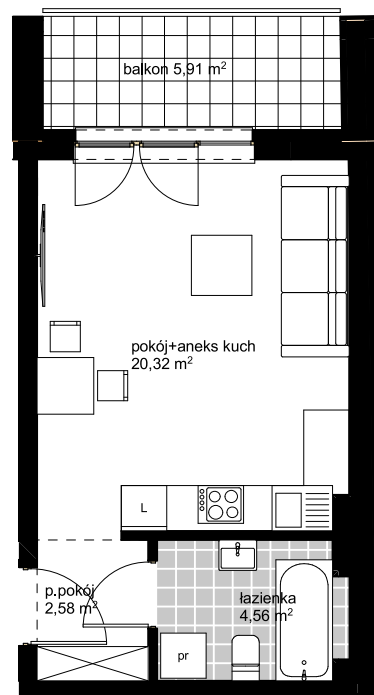 balkon 5,91 m²
pokój+aneks kuch
20,32 m²
L
p.pokój
2,58 m²
łazienka
4,56 m²
pr